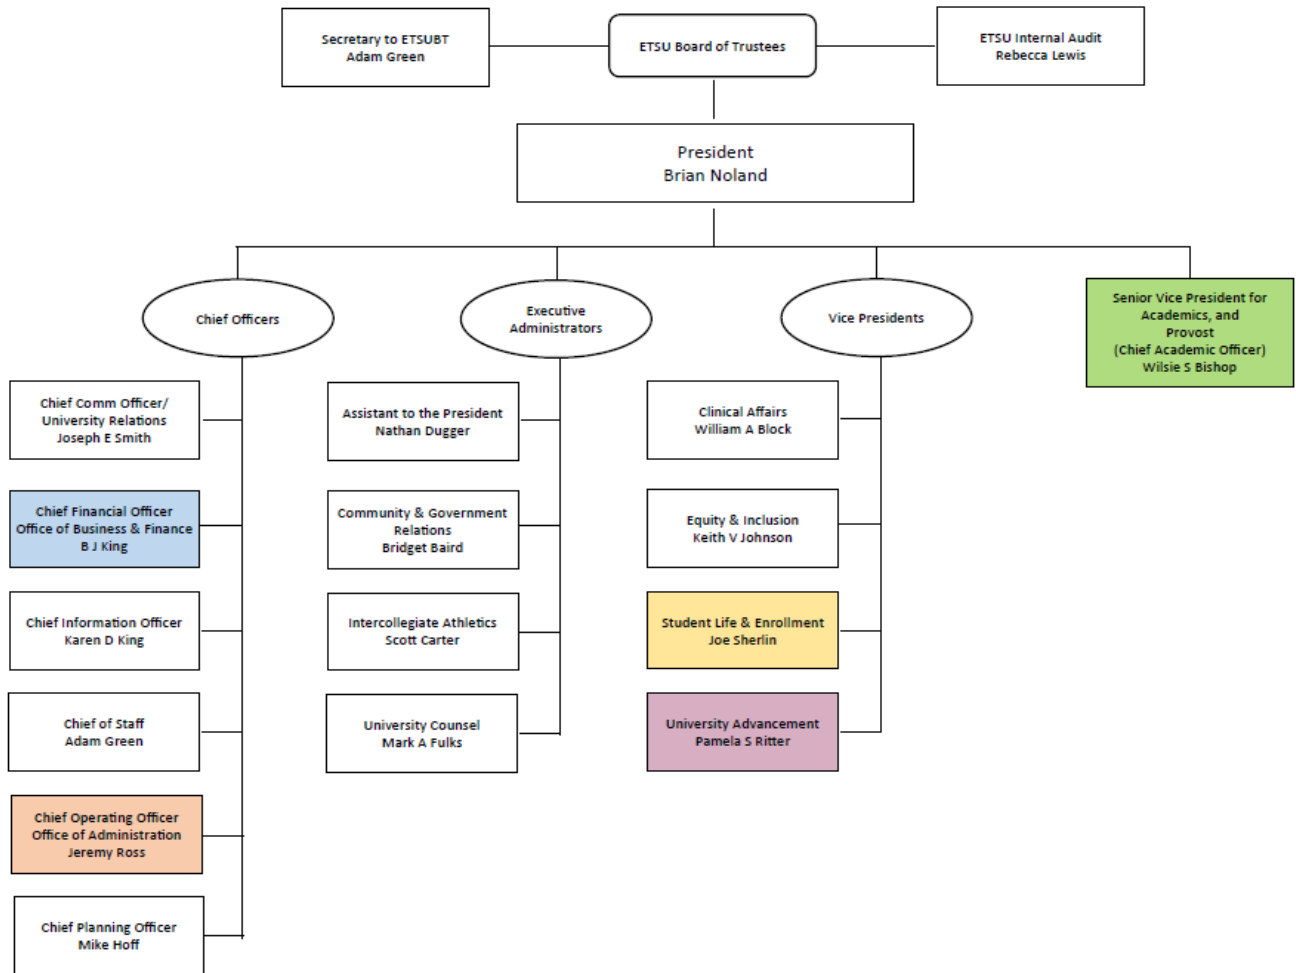 Secretary to ETSUBT
Adam Green
ETSU Board of Trustees
ETSU Internal Audit
Rebecca Lewis
President
Brian Noland
Chief Officers
Executive
Administrators
Vice Presidents
Senior Vice President for
Academics, and
Provost
(Chief Academic Officer)
Wilsie S Bishop
Chief Comm Officer/
University Relations
Joseph E Smith
Chief Financial Officer
Office of Business & Finance
B J King
Chief Information Officer
Karen D King
Chief of Staff
Adam Green
Chief Operating Officer
Office of Administration
Jeremy Ross
Chief Planning Officer
Mike Hoff
Assistant to the President
Nathan Dugger
Community & Government
Relations
Bridget Baird
Intercollegiate Athletics
Scott Carter
University Counsel
Mark A Fulks
Clinical Affairs
William A Block
Equity & Inclusion
Keith V Johnson
Student Life & Enrollment
Joe Sherlin
University Advancement
Pamela S Ritter